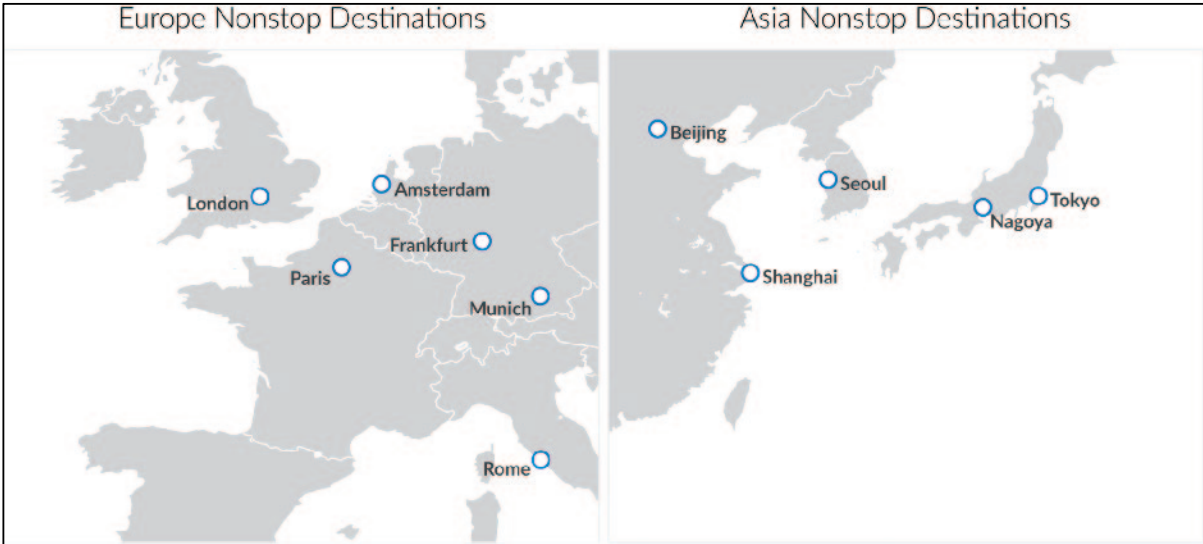 Europe Nonstop Destinations
London
Amsterdam
Frankfurt
Paris
Munich
Rome
Asia Nonstop Destinations
Beijing
Seoul
Tokyo
Nagoya
Shanghai